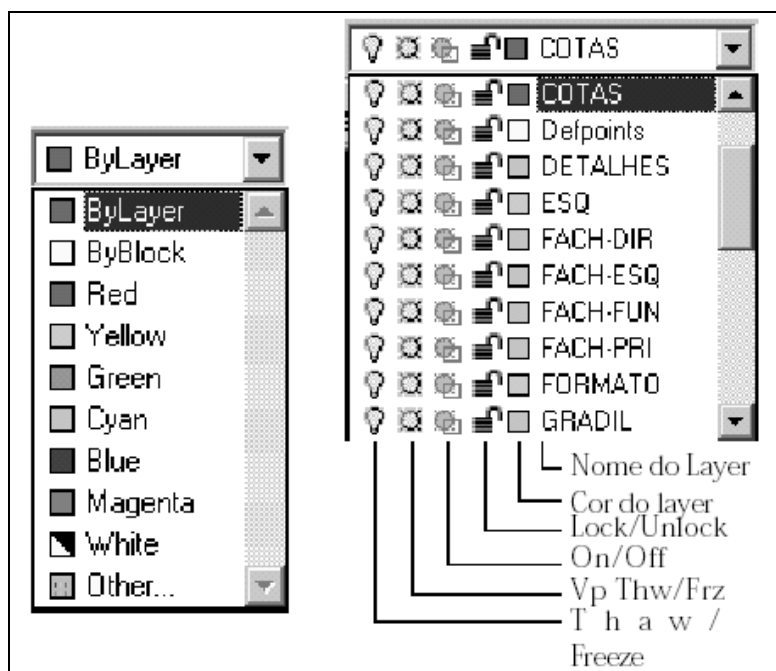 ByLayer
ByLayer
ByBlock
Red
Yellow
Green
Cyan
Blue
Magenta
White
Other...
COTAS
COTAS
Defpoints
DETALHES
ESQ
FACH-DIR
FACH-ESQ
FACH-FUN
FACH-PRI
FORMATO
GRADIL
Nome do Layer
Cor do layer
Lock/Unlock
On/Off
Vp Thw/Frz
T h a w /
Freeze